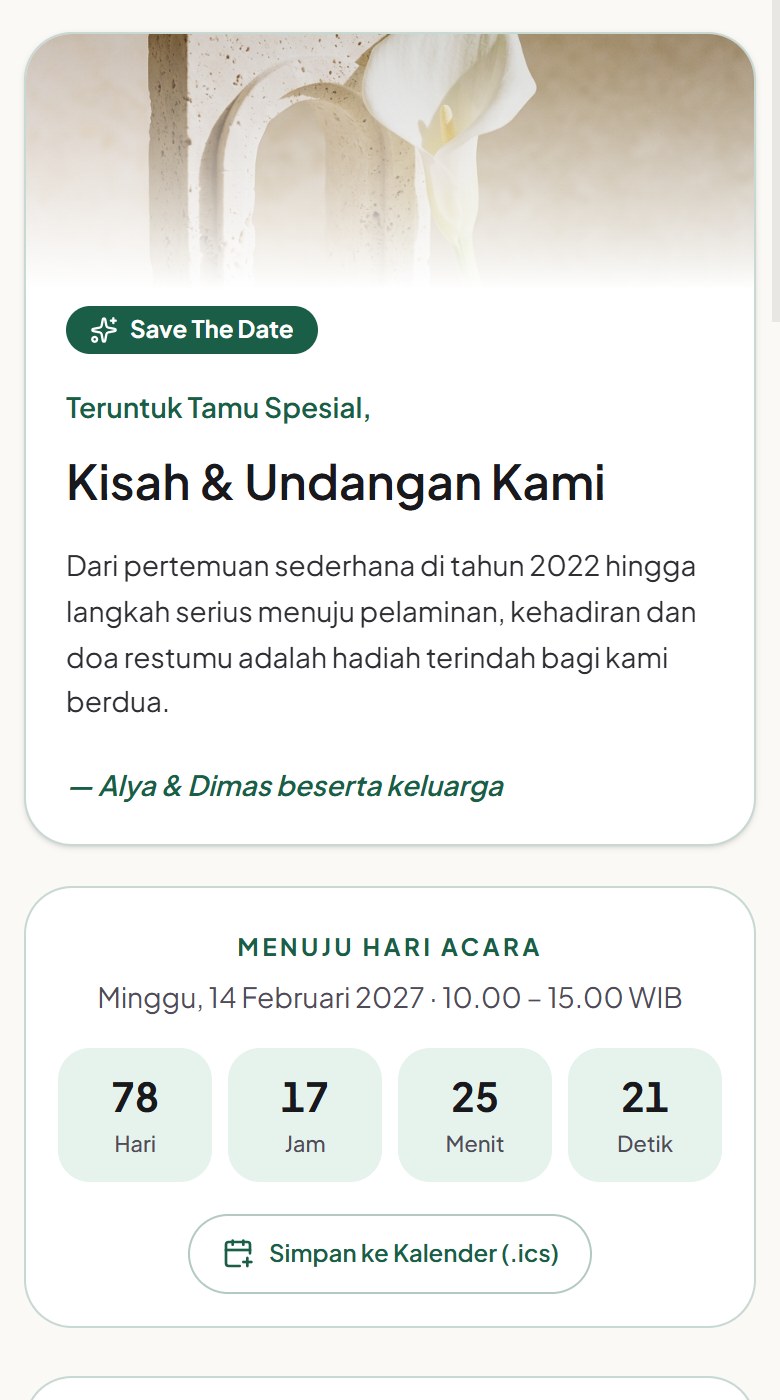 Save The Date
Teruntuk Tamu Spesial,
Kisah & Undangan Kami
Dari pertemuan sederhana di tahun 2022 hingga
langkah serius menuju pelaminan, kehadiran dan
doa restumu adalah hadiah terindah bagi kami
berdua.
— Alya & Dimas beserta keluarga
MENUJU HARI ACARA
Minggu, 14 Februari 2027 · 10.00 – 15.00 WIB
78 17 25 21
Hari Jam Menit Detik
Simpan ke Kalender (.ics)